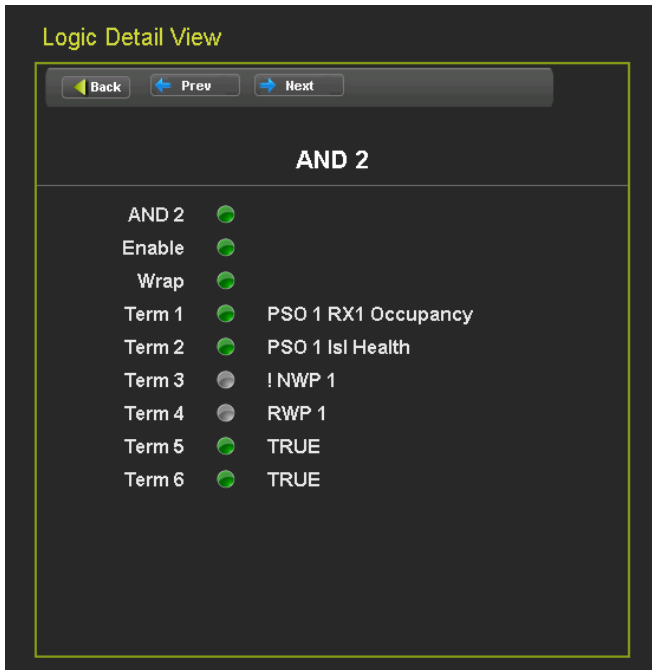 Logic Detail View
Back Prev Next
AND 2
AND 2
Enable
Wrap
Term 1 PSO 1 RX1 Occupancy
Term 2 PSO 1 Isl Health
Term 3 ! NWP 1
Term 4 RWP 1
Term 5 TRUE
Term 6 TRUE